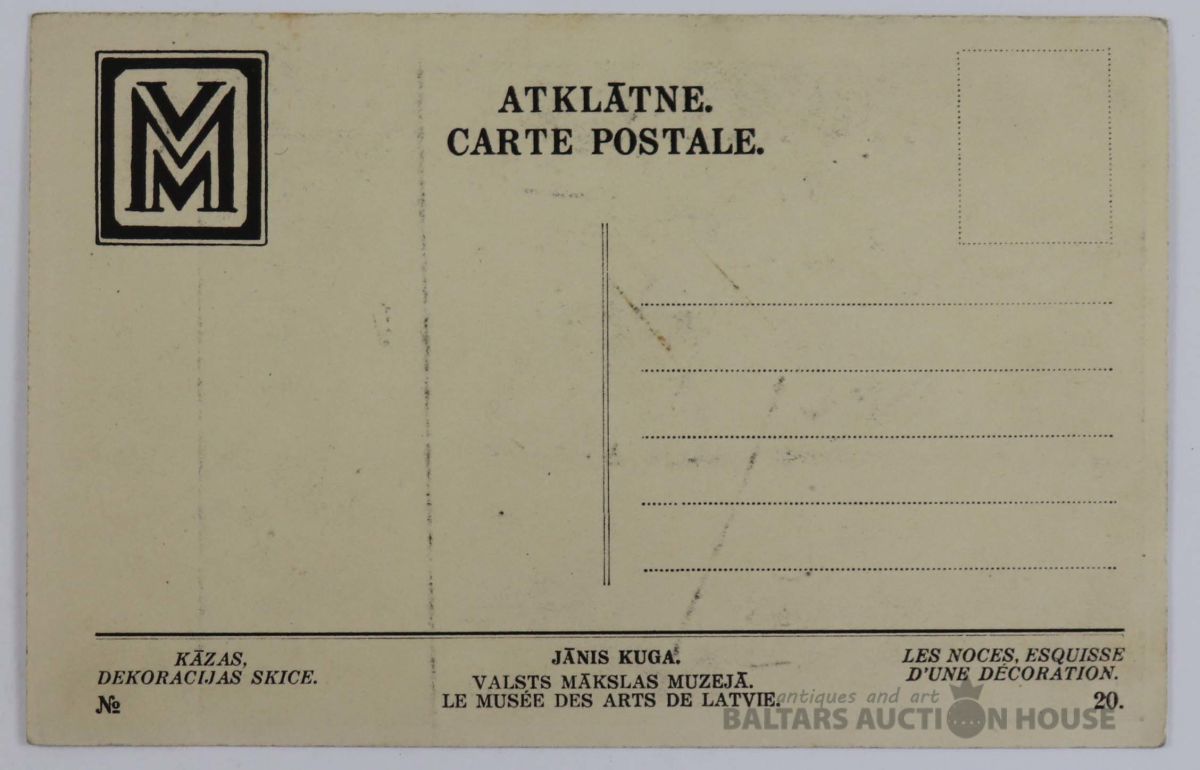 VMM
ATKLĀTNE.
CARTE POSTALE.
KĀZAS,
DEKORACIJAS SKICE.
№
JĀNIS KUGA.
VALSTS MĀKSLAS MUZEJĀ.
LE MUSÉE DES ARTS DE LATVIE.
LES NOCES, ESQUISSE
D'UNE DÉCORATION.
20.
antiques and art
BALTARS AUCTION HOUSE